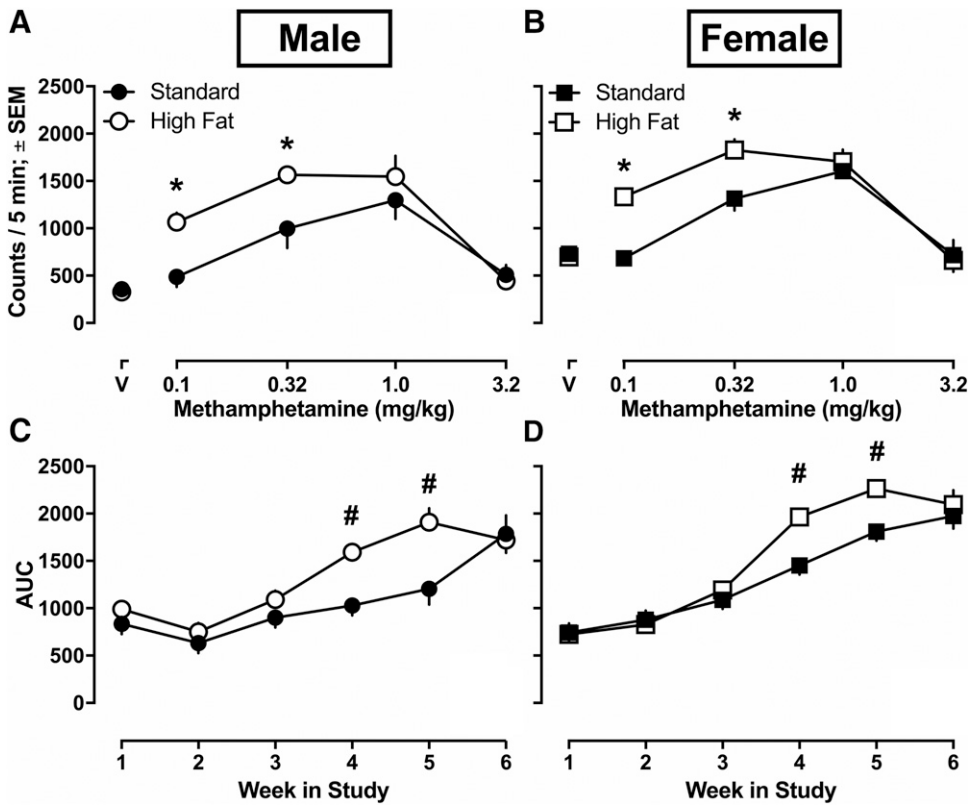 A
Male
B
Female
Counts / 5 min; ± SEM
2500
2000
1500
1000
500
0
Standard
High Fat
*
*
V
0.1
0.32
1.0
3.2
Methamphetamine (mg/kg)
Standard
High Fat
*
*
V
0.1
0.32
1.0
3.2
Methamphetamine (mg/kg)
C
AUC
2500
2000
1500
1000
500
0
#
#
1
2
3
4
5
6
Week in Study
D
#
#
1
2
3
4
5
6
Week in Study